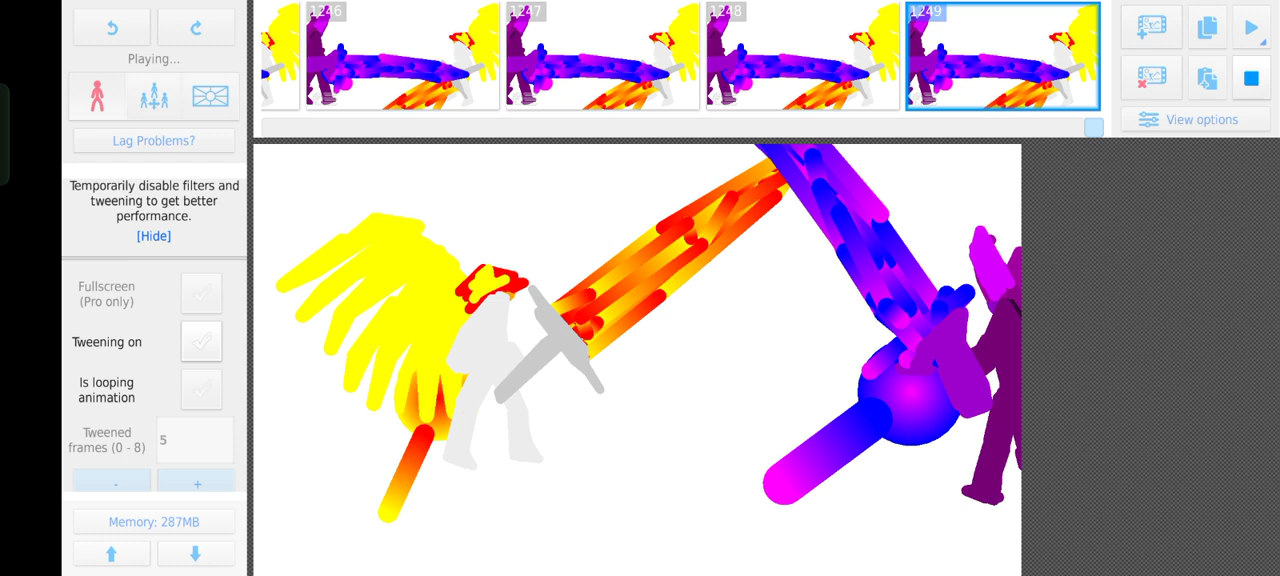 1246
1247
1248
1249
Playing...
Lag Problems?
Temporarily disable filters and
tweening to get better
performance.
[Hide]
Fullscreen
(Pro only)
Tweening on
Is looping
animation
Tweened
frames (0 - 8)
5
-
+
Memory: 287MB
View options